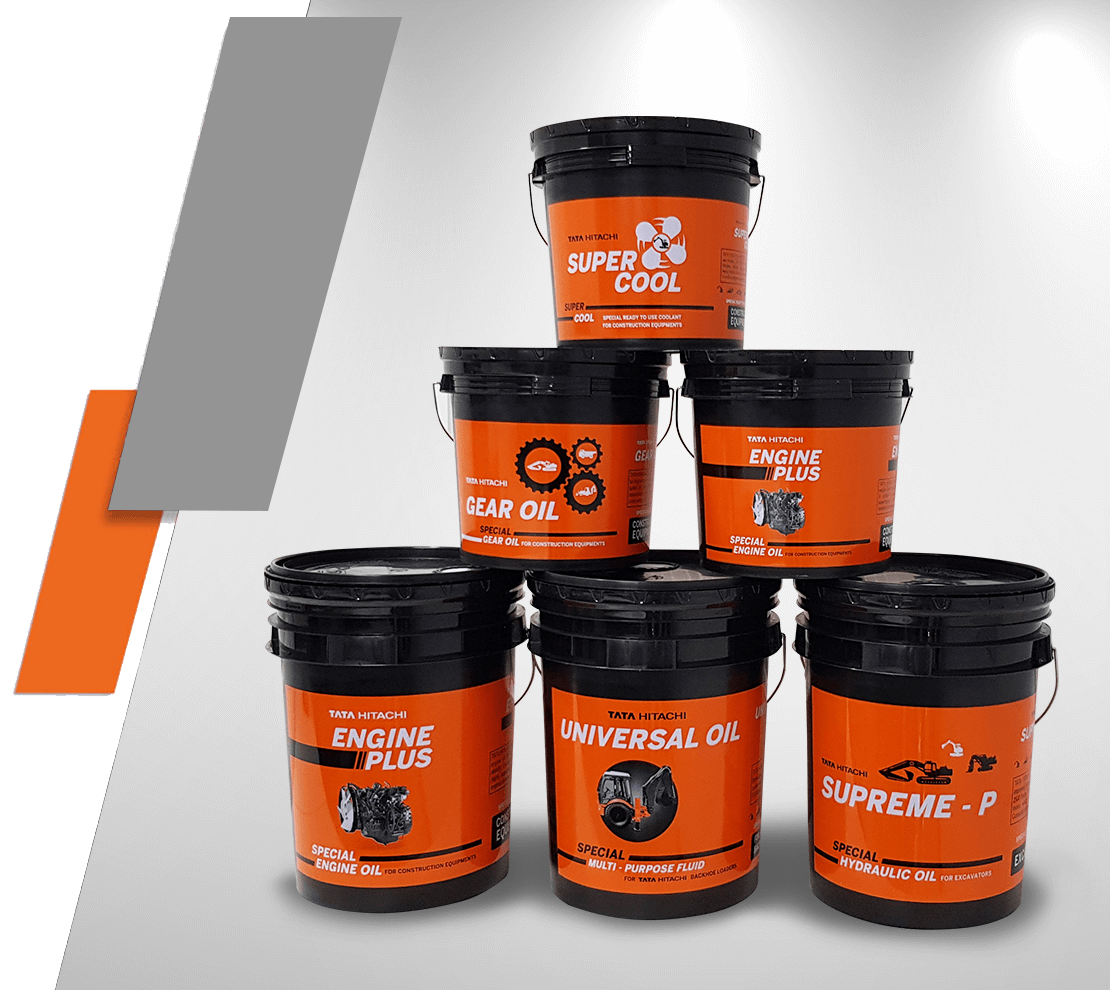 TATA HITACHI
SUPER
COOL
SUPER
COOL
SPECIAL READY TO USE COOLANT
FOR CONSTRUCTION EQUIPMENTS
TATA HITACHI
GEAR OIL
SPECIAL
GEAR OIL FOR CONSTRUCTION EQUIPMENTS
TATA HITACHI
ENGINE
PLUS
SPECIAL
ENGINE OIL FOR CONSTRUCTION EQUIPMENTS
TATA HITACHI
ENGINE
PLUS
SPECIAL
ENGINE OIL FOR CONSTRUCTION EQUIPMENTS
TATA HITACHI
UNIVERSAL OIL
SPECIAL
MULTI - PURPOSE FLUID
FOR TATA HITACHI BACKHOE LOADERS
TATA HITACHI
SUPREME - P
SPECIAL
HYDRAULIC OIL FOR EXCAVATORS